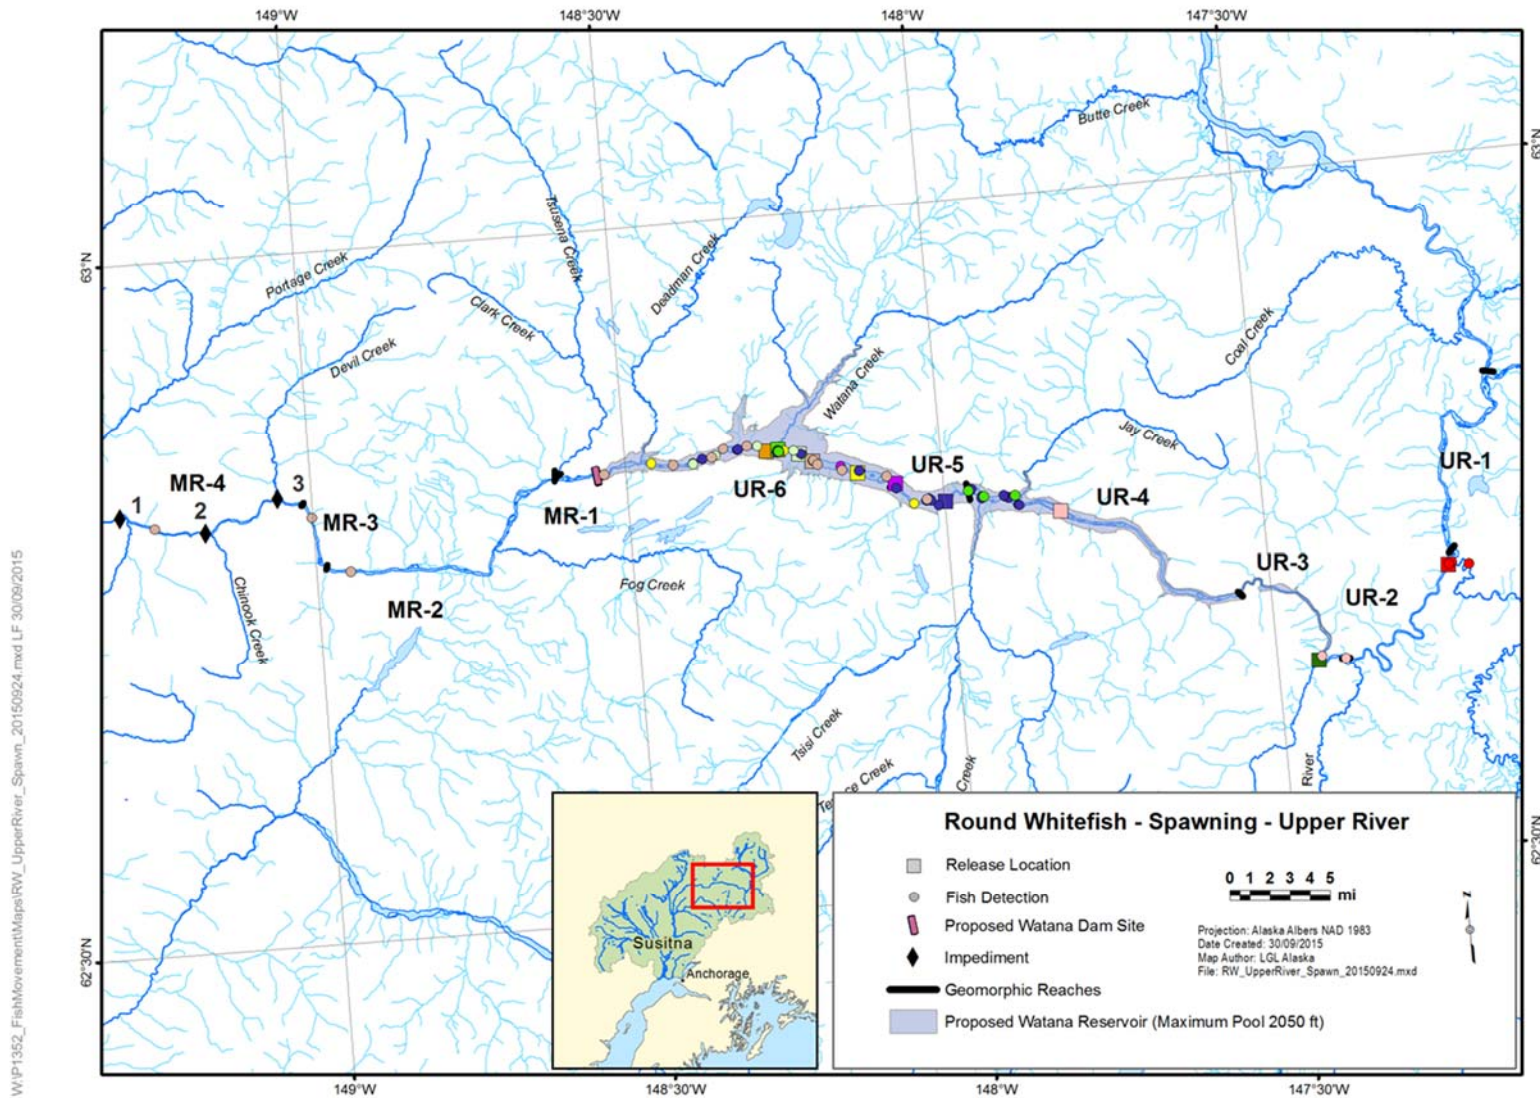 149°W
148°30'W
148°W
147°30'W
Butte Creek
63°N
Tsusena Creek
Deadman Creek
63°N
Portage Creek
Clark Creek
Coal Creek
Devil Creek
Watana Creek
Jay Creek
UR-1
UR-5
MR-4
3
UR-6
UR-4
1
2
MR-3
MR-1
UR-3
Fog Creek
UR-2
MR-2
Chinook Creek
Tsisi Creek
Creek
River
Creek
Round Whitefish - Spawning - Upper River
Release Location
Fish Detection
Proposed Watana Dam Site
Impediment
Geomorphic Reaches
Proposed Watana Reservoir (Maximum Pool 2050 ft)
0 1 2 3 4 5
mi
Projection: Alaska Albers NAD 1983
Date Created: 30/09/2015
Map Author: LGL Alaska
File: RW_UpperRiver_Spawn_20150924.mxd
Susitna
Anchorage
62°30'N
62°30'N
149°W
148°30'W
148°W
147°30'W
W:\P1352_FishMovement\Maps\RW_UpperRiver_Spawn_20150924.mxd LF 30/09/2015